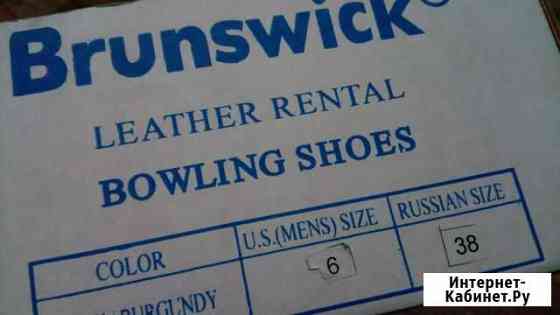 Brunswick
LEATHER RENTAL
BOWLING SHOES
COLOR U.S.(MENS) SIZE RUSSIAN SIZE
BURGUNDY 6 38
Интернет-
Кабинет.Ру